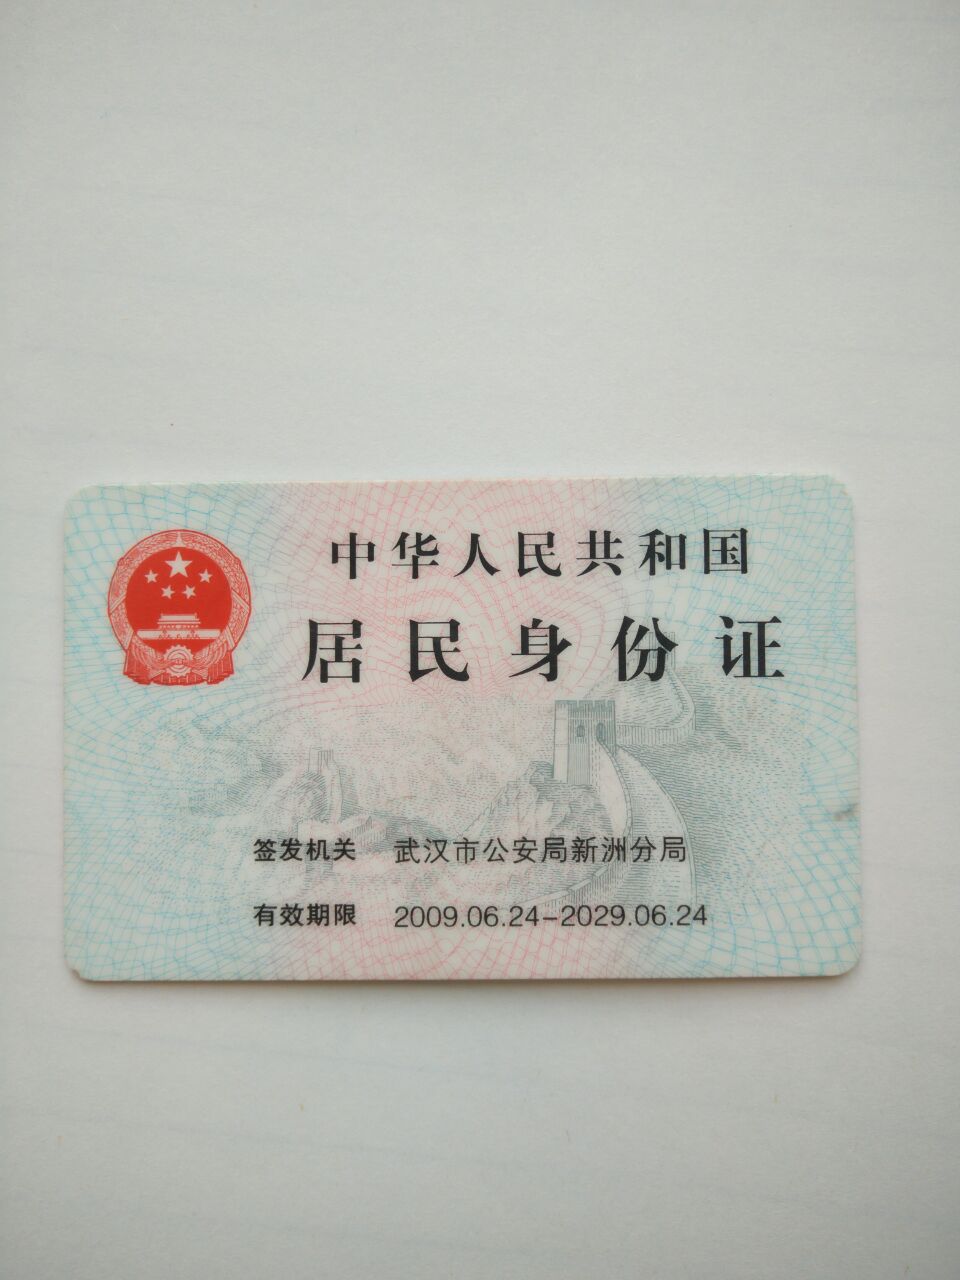 中华人民共和国
居民身份证
签发机关 武汉市公安局新洲分局
有效期限 2009.06.24-2029.06.24